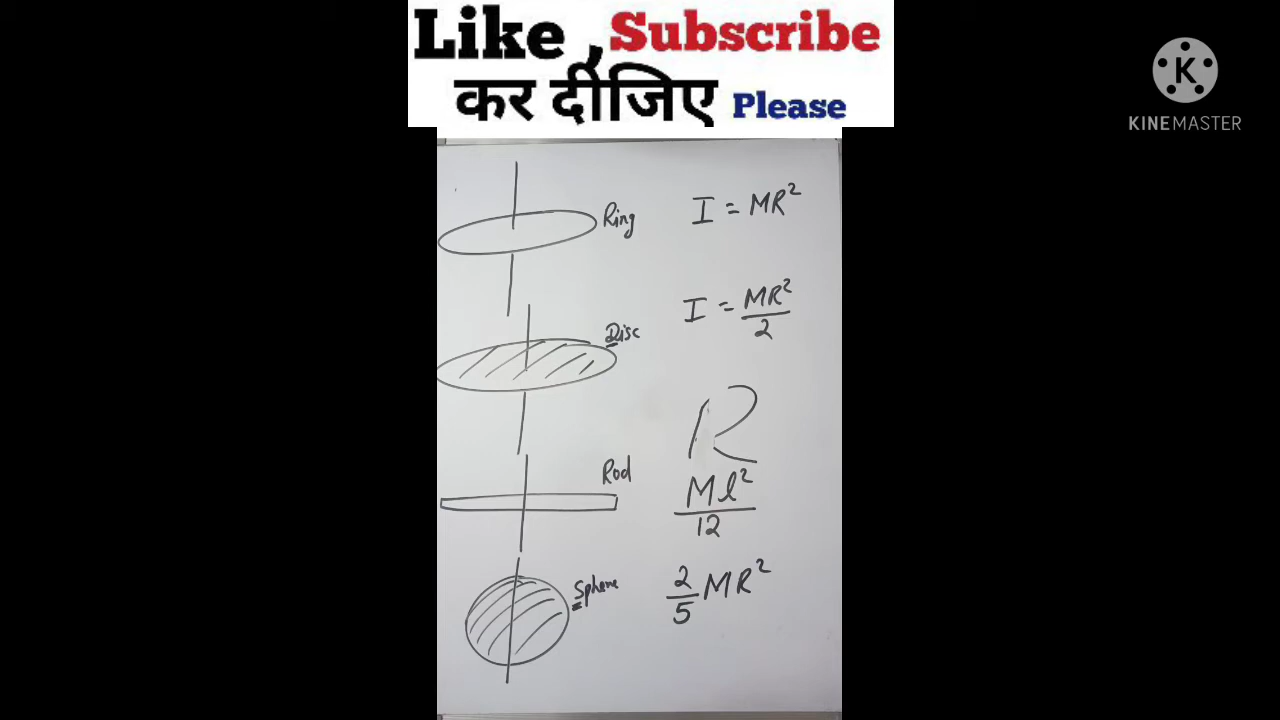 Like , Subscribe
कर दीजिए Please
K
KINEMASTER
Ring I = MR²
Disc I = MR²/2
R
Rod Ml²/12
Sphere 2/5 MR²